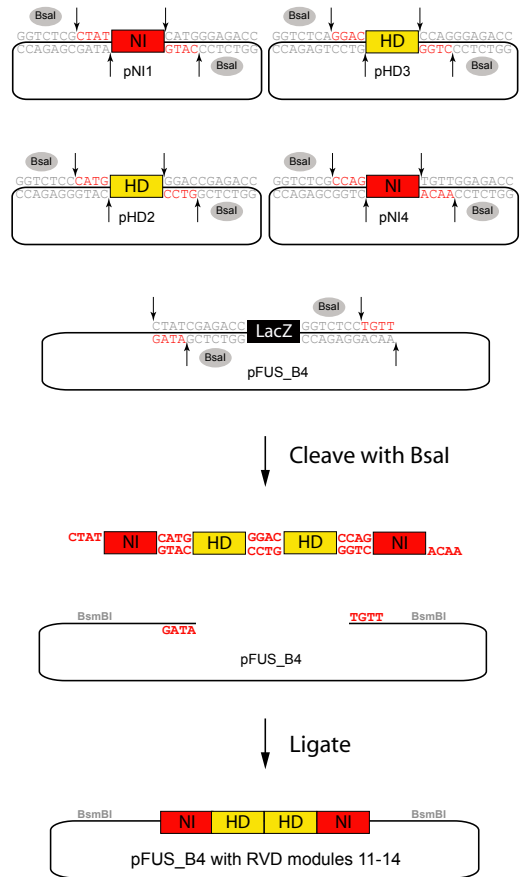 BsaI
GGTCTCGCTAT NI CATGGGAGACC
CCAGAGCGATA GTACCCTCTGG
pNI1 BsaI
BsaI
GGTCTCAGGAC HD CCAGGGAGACC
CCAGAGTCCTG GGTCCCTCTGG
pHD3 BsaI
BsaI
GGTCTCCCATG HD GGACCGAGACC
CCAGAGGGTAC CCTGGCTCTGG
pHD2 BsaI
BsaI
GGTCTCGCCAG NI TGTTGGAGACC
CCAGAGCGGTC ACAACCTCTGG
pNI4 BsaI
BsaI
CTATCGAGACC LacZ GGTCTCCTGTT
GATAGCTCTGG CCAGAGGACAA
BsaI
pFUS_B4
Cleave with BsaI
CTAT NI CATG HD GGAC HD CCAG NI
GTAC CCTG GGTC ACAA
BsmBI TGTT BsmBI
GATA
pFUS_B4
Ligate
BsmBI NI HD HD NI BsmBI
pFUS_B4 with RVD modules 11-14